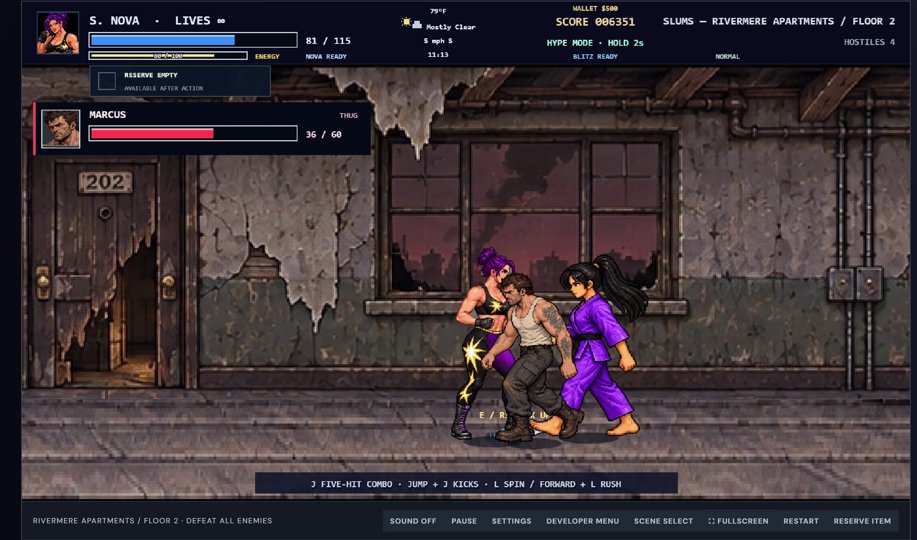 S. NOVA · LIVES ∞
81 / 115
ENERGY
NOVA READY
79°F
Mostly Clear
5 mph S
11:13
WALLET $500
SCORE 006351
HYPE MODE · HOLD 2s
BLITZ READY
SLUMS — RIVERMERE APARTMENTS / FLOOR 2
HOSTILES 4
NORMAL
RESERVE EMPTY
AVAILABLE AFTER ACTION
MARCUS
THUG
36 / 60
202
E / R
J FIVE-HIT COMBO · JUMP + J KICKS · L SPIN / FORWARD + L RUSH
RIVERMERE APARTMENTS / FLOOR 2 · DEFEAT ALL ENEMIES
SOUND OFF
PAUSE
SETTINGS
DEVELOPER MENU
SCENE SELECT
FULLSCREEN
RESTART
RESERVE ITEM